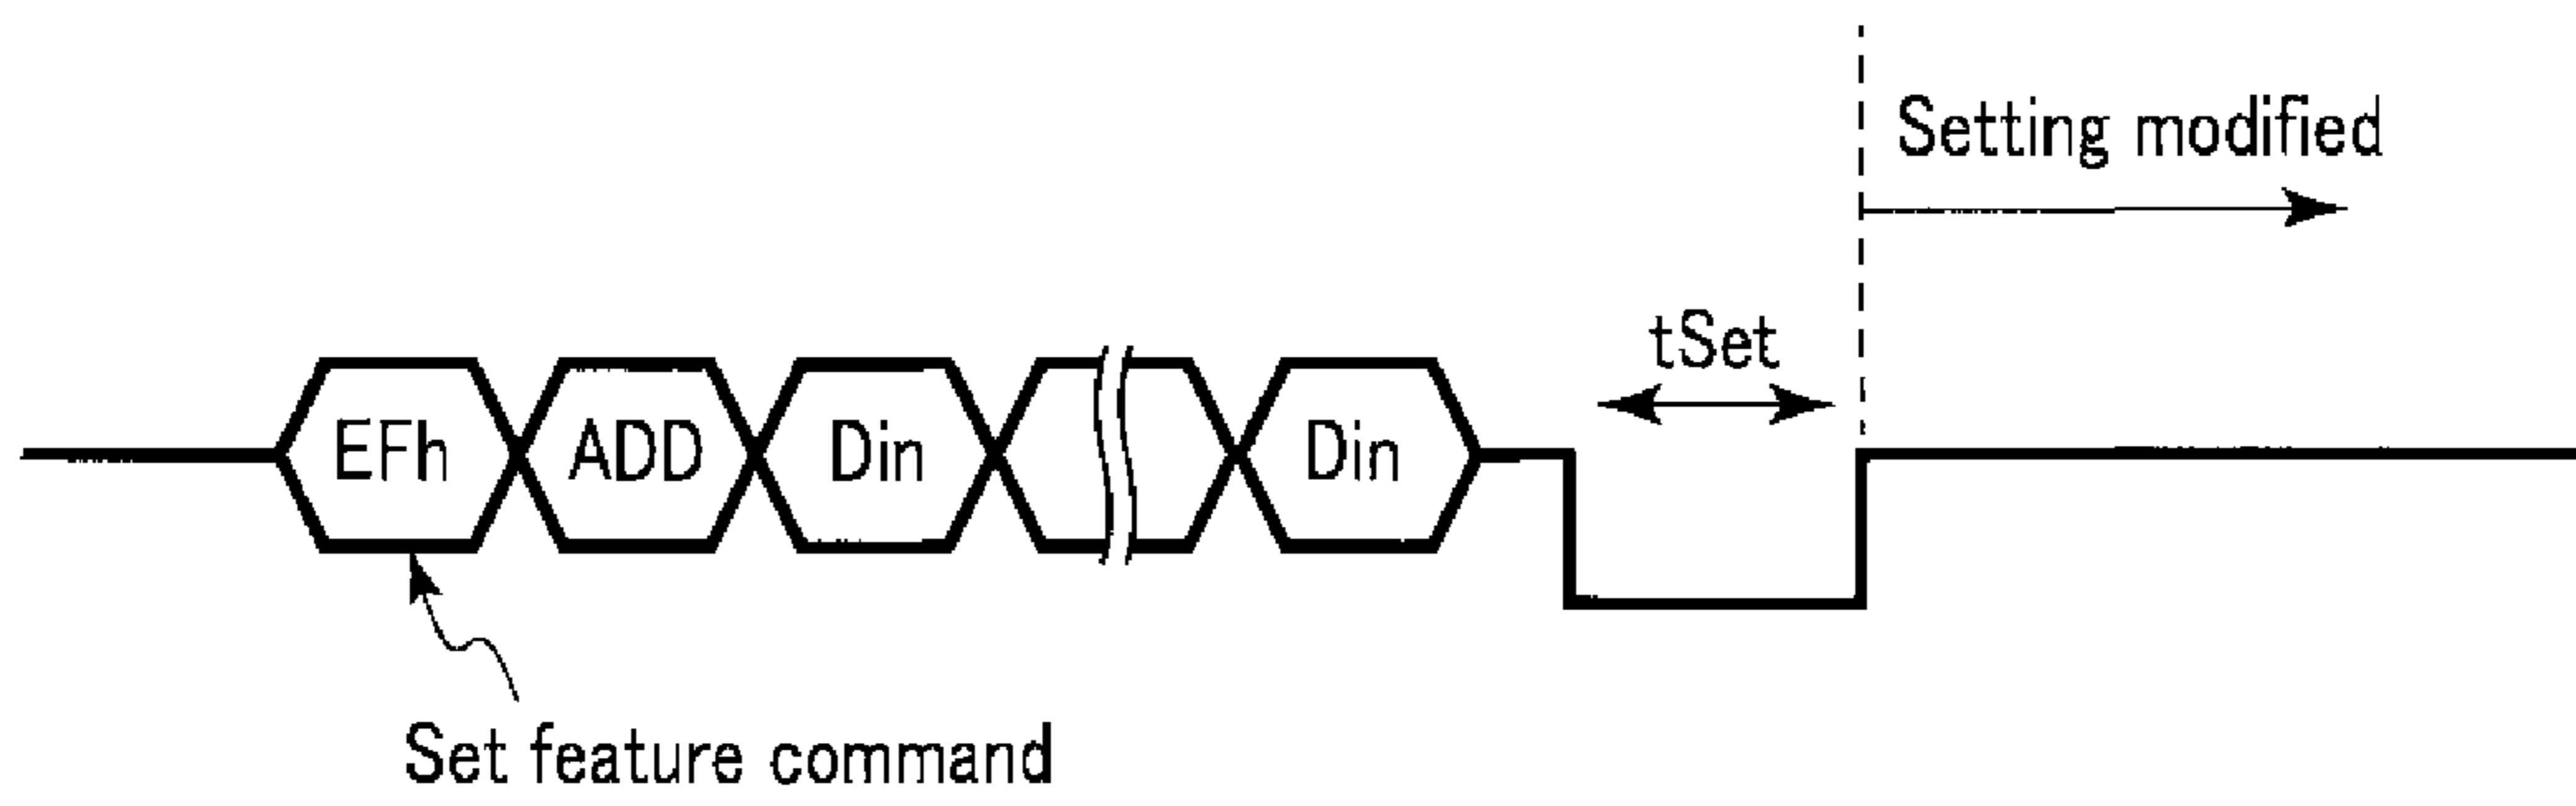 Setting modified
tSet
EFh ADD Din Din
Set feature command